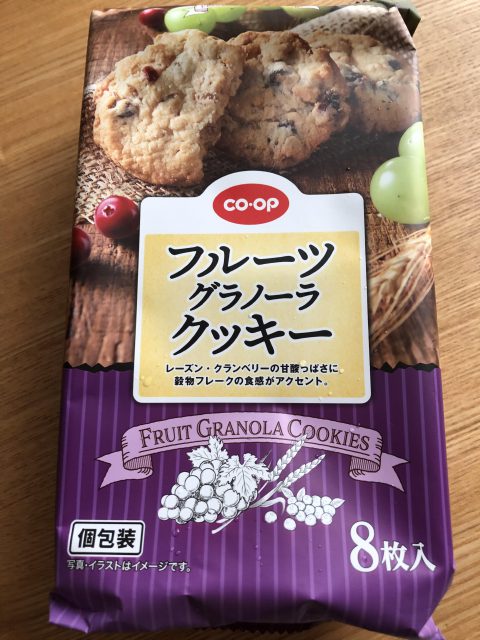 CO・OP
フルーツ
グラノーラ
クッキー
レーズン・クランベリーの甘酸っぱさに
穀物フレークの食感がアクセント。
FRUIT GRANOLA COOKIES
個包装
8枚入
写真・イラストはイメージです。